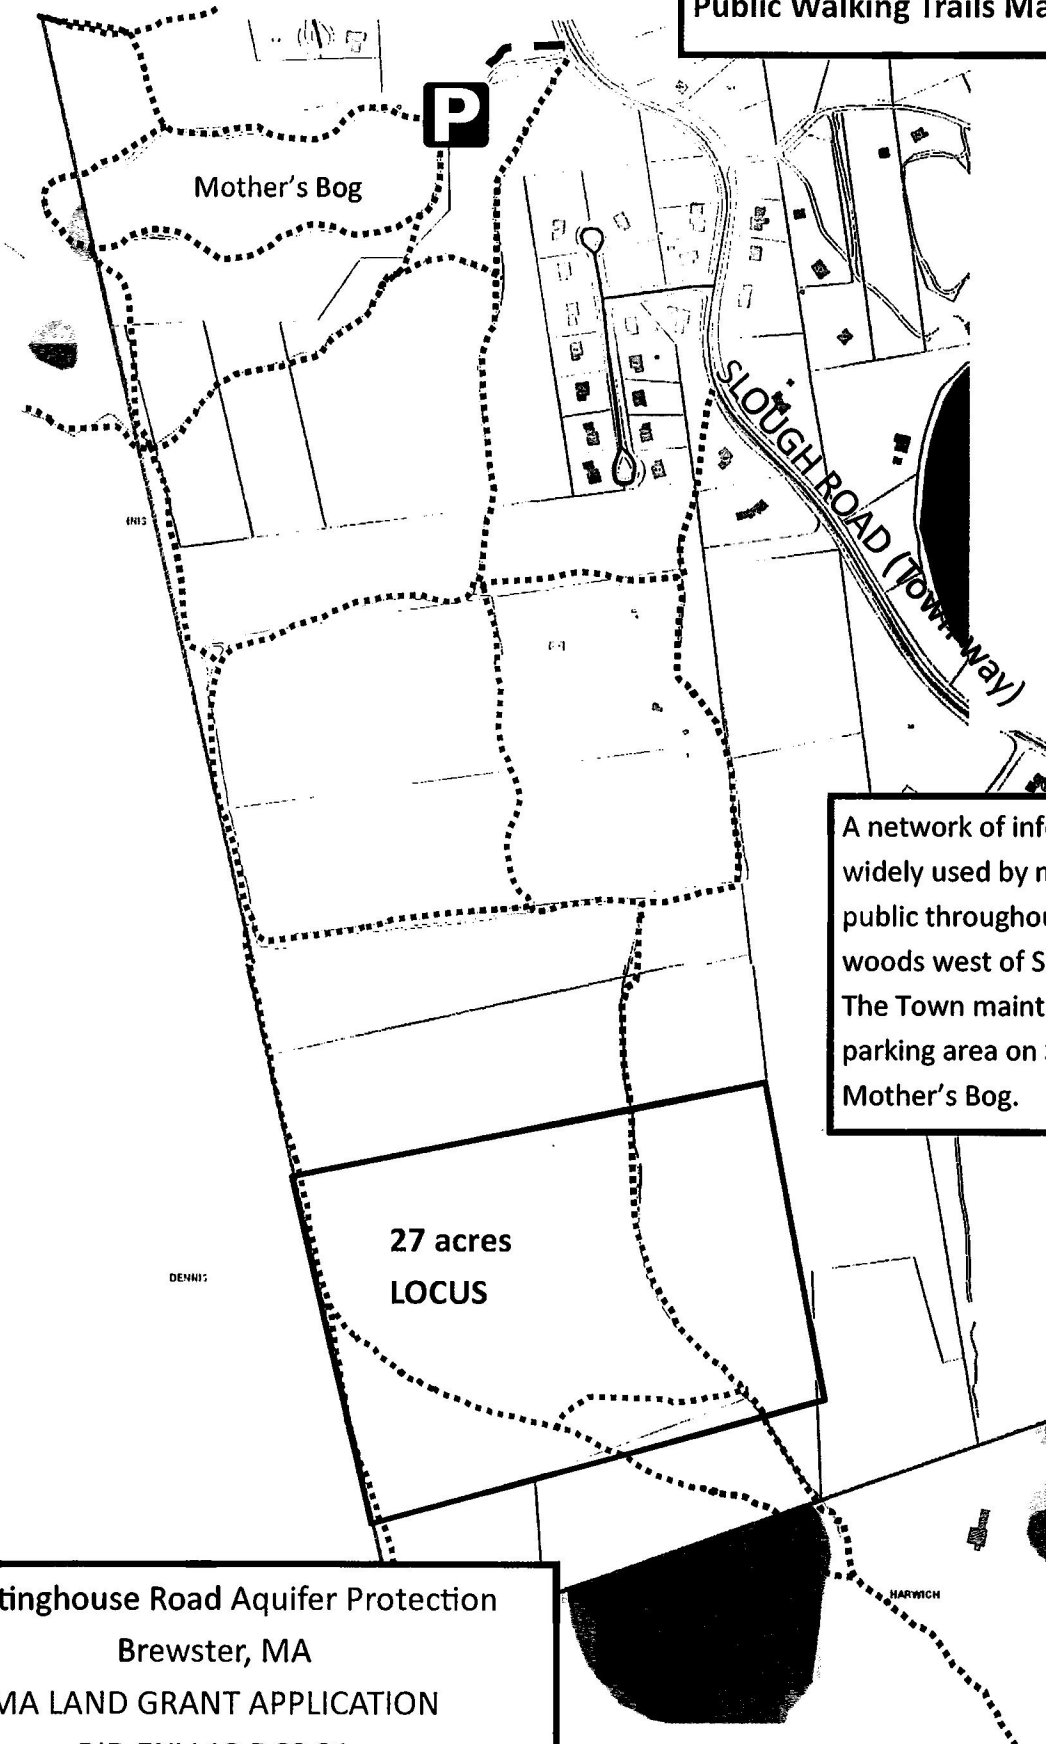 Public Walking Trails Ma
P
Mother's Bog
SLOUGH ROAD (Town way)
A network of inf
widely used by
public throughou
woods west of S
The Town maint
parking area on
Mother's Bog.
27 acres
LOCUS
DENNIS
HARWICH
tinghouse Road Aquifer Protection
Brewster, MA
MA LAND GRANT APPLICATION